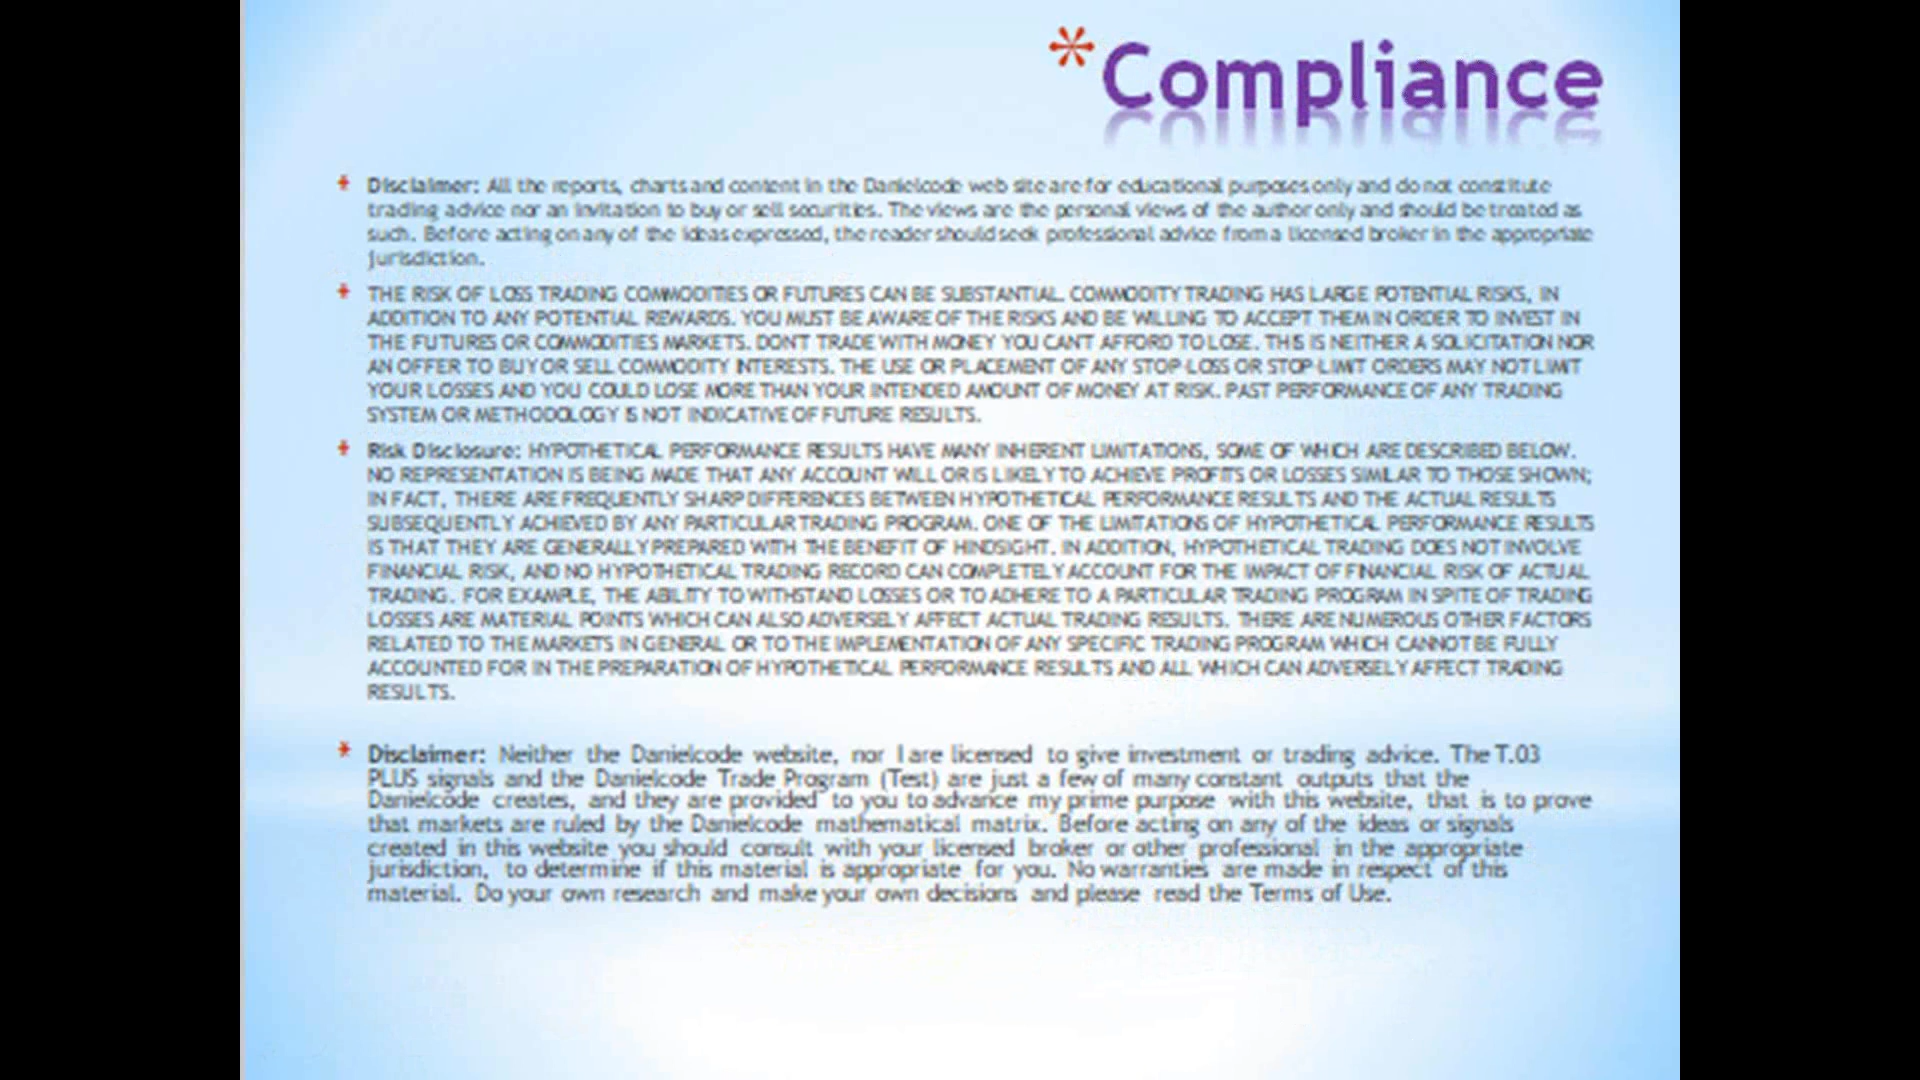 *Compliance
* Disclaimer: All the reports, charts and content in the Danielcode web site are for educational purposes only and do not constitute
trading advice nor an invitation to buy or sell securities. The views are the personal views of the author only and should be treated as
such. Before acting on any of the ideas expressed, the reader should seek professional advice from a licensed broker in the appropriate
jurisdiction.
* THE RISK OF LOSS TRADING COMMODITIES OR FUTURES CAN BE SUBSTANTIAL. COMMODITY TRADING HAS LARGE POTENTIAL RISKS, IN
ADDITION TO ANY POTENTIAL REWARDS. YOU MUST BE AWARE OF THE RISKS AND BE WILLING TO ACCEPT THEM IN ORDER TO INVEST IN
THE FUTURES OR COMMODITIES MARKETS. DON'T TRADE WITH MONEY YOU CAN'T AFFORD TO LOSE. THIS IS NEITHER A SOLICITATION NOR
AN OFFER TO BUY OR SELL COMMODITY INTERESTS. THE USE OR PLACEMENT OF ANY STOP-LOSS OR STOP-LIMIT ORDERS MAY NOT LIMIT
YOUR LOSSES AND YOU COULD LOSE MORE THAN YOUR INTENDED AMOUNT OF MONEY AT RISK. PAST PERFORMANCE OF ANY TRADING
SYSTEM OR METHODOLOGY IS NOT INDICATIVE OF FUTURE RESULTS.
* Risk Disclosure: HYPOTHETICAL PERFORMANCE RESULTS HAVE MANY INHERENT LIMITATIONS, SOME OF WHICH ARE DESCRIBED BELOW.
NO REPRESENTATION IS BEING MADE THAT ANY ACCOUNT WILL OR IS LIKELY TO ACHIEVE PROFITS OR LOSSES SIMILAR TO THOSE SHOWN;
IN FACT, THERE ARE FREQUENTLY SHARP DIFFERENCES BETWEEN HYPOTHETICAL PERFORMANCE RESULTS AND THE ACTUAL RESULTS
SUBSEQUENTLY ACHIEVED BY ANY PARTICULAR TRADING PROGRAM. ONE OF THE LIMITATIONS OF HYPOTHETICAL PERFORMANCE RESULTS
IS THAT THEY ARE GENERALLY PREPARED WITH THE BENEFIT OF HINDSIGHT. IN ADDITION, HYPOTHETICAL TRADING DOES NOT INVOLVE
FINANCIAL RISK, AND NO HYPOTHETICAL TRADING RECORD CAN COMPLETELY ACCOUNT FOR THE IMPACT OF FINANCIAL RISK OF ACTUAL
TRADING. FOR EXAMPLE, THE ABILITY TO WITHSTAND LOSSES OR TO ADHERE TO A PARTICULAR TRADING PROGRAM IN SPITE OF TRADING
LOSSES ARE MATERIAL POINTS WHICH CAN ALSO ADVERSELY AFFECT ACTUAL TRADING RESULTS. THERE ARE NUMEROUS OTHER FACTORS
RELATED TO THE MARKETS IN GENERAL OR TO THE IMPLEMENTATION OF ANY SPECIFIC TRADING PROGRAM WHICH CANNOT BE FULLY
ACCOUNTED FOR IN THE PREPARATION OF HYPOTHETICAL PERFORMANCE RESULTS AND ALL WHICH CAN ADVERSELY AFFECT TRADING
RESULTS.
* Disclaimer: Neither the Danielcode website, nor I are licensed to give investment or trading advice. The T.03
PLUS signals and the Danielcode Trade Program (Test) are just a few of many constant outputs that the
Danielcode creates, and they are provided to you to advance my prime purpose with this website, that is to prove
that markets are ruled by the Danielcode mathematical matrix. Before acting on any of the ideas or signals
created in this website you should consult with your licensed broker or other professional in the appropriate
jurisdiction, to determine if this material is appropriate for you. No warranties are made in respect of this
material. Do your own research and make your own decisions and please read the Terms of Use.